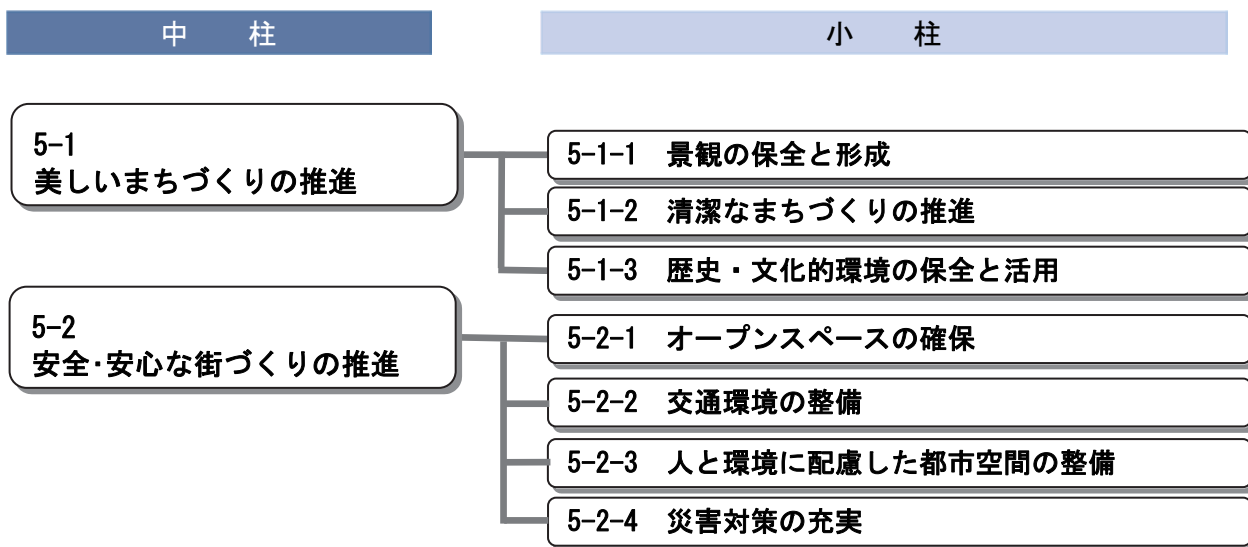 中　柱
小　柱
5-1
美しいまちづくりの推進
5-1-1　景観の保全と形成
5-1-2　清潔なまちづくりの推進
5-1-3　歴史・文化的環境の保全と活用
5-2
安全･安心な街づくりの推進
5-2-1　オープンスペースの確保
5-2-2　交通環境の整備
5-2-3　人と環境に配慮した都市空間の整備
5-2-4　災害対策の充実